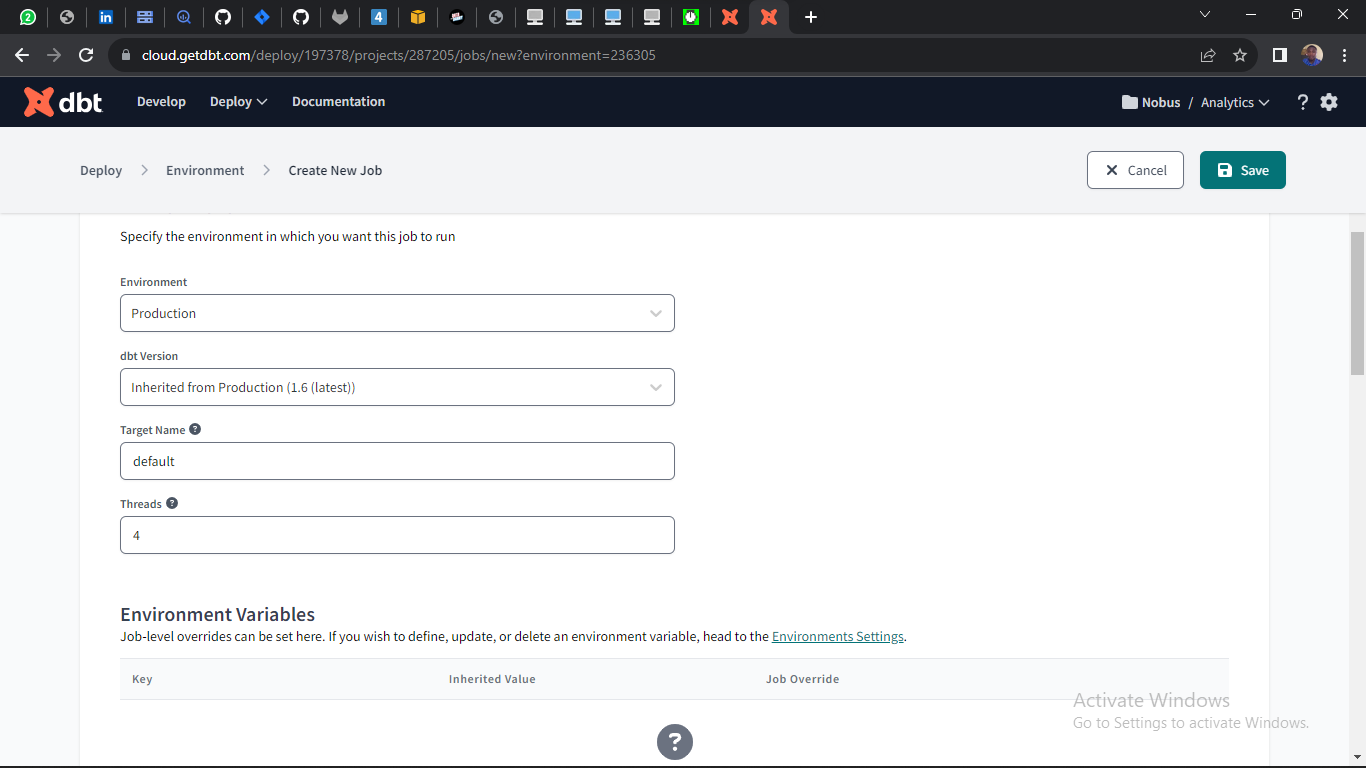 2
in
4
cloud.getdbt.com/deploy/197378/projects/287205/jobs/new?environment=236305
dbt
Develop
Deploy
Documentation
Nobus / Analytics
?
Deploy
Environment
Create New Job
Cancel
Save
Specify the environment in which you want this job to run
Environment
Production
dbt Version
Inherited from Production (1.6 (latest))
Target Name ?
default
Threads ?
4
Environment Variables
Job-level overrides can be set here. If you wish to define, update, or delete an environment variable, head to the Environments Settings.
Key
Inherited Value
Job Override
Activate Windows
Go to Settings to activate Windows.
?